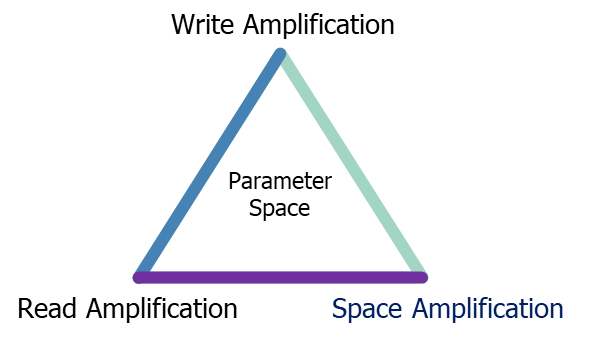 Write Amplification
Parameter
Space
Read Amplification
Space Amplification